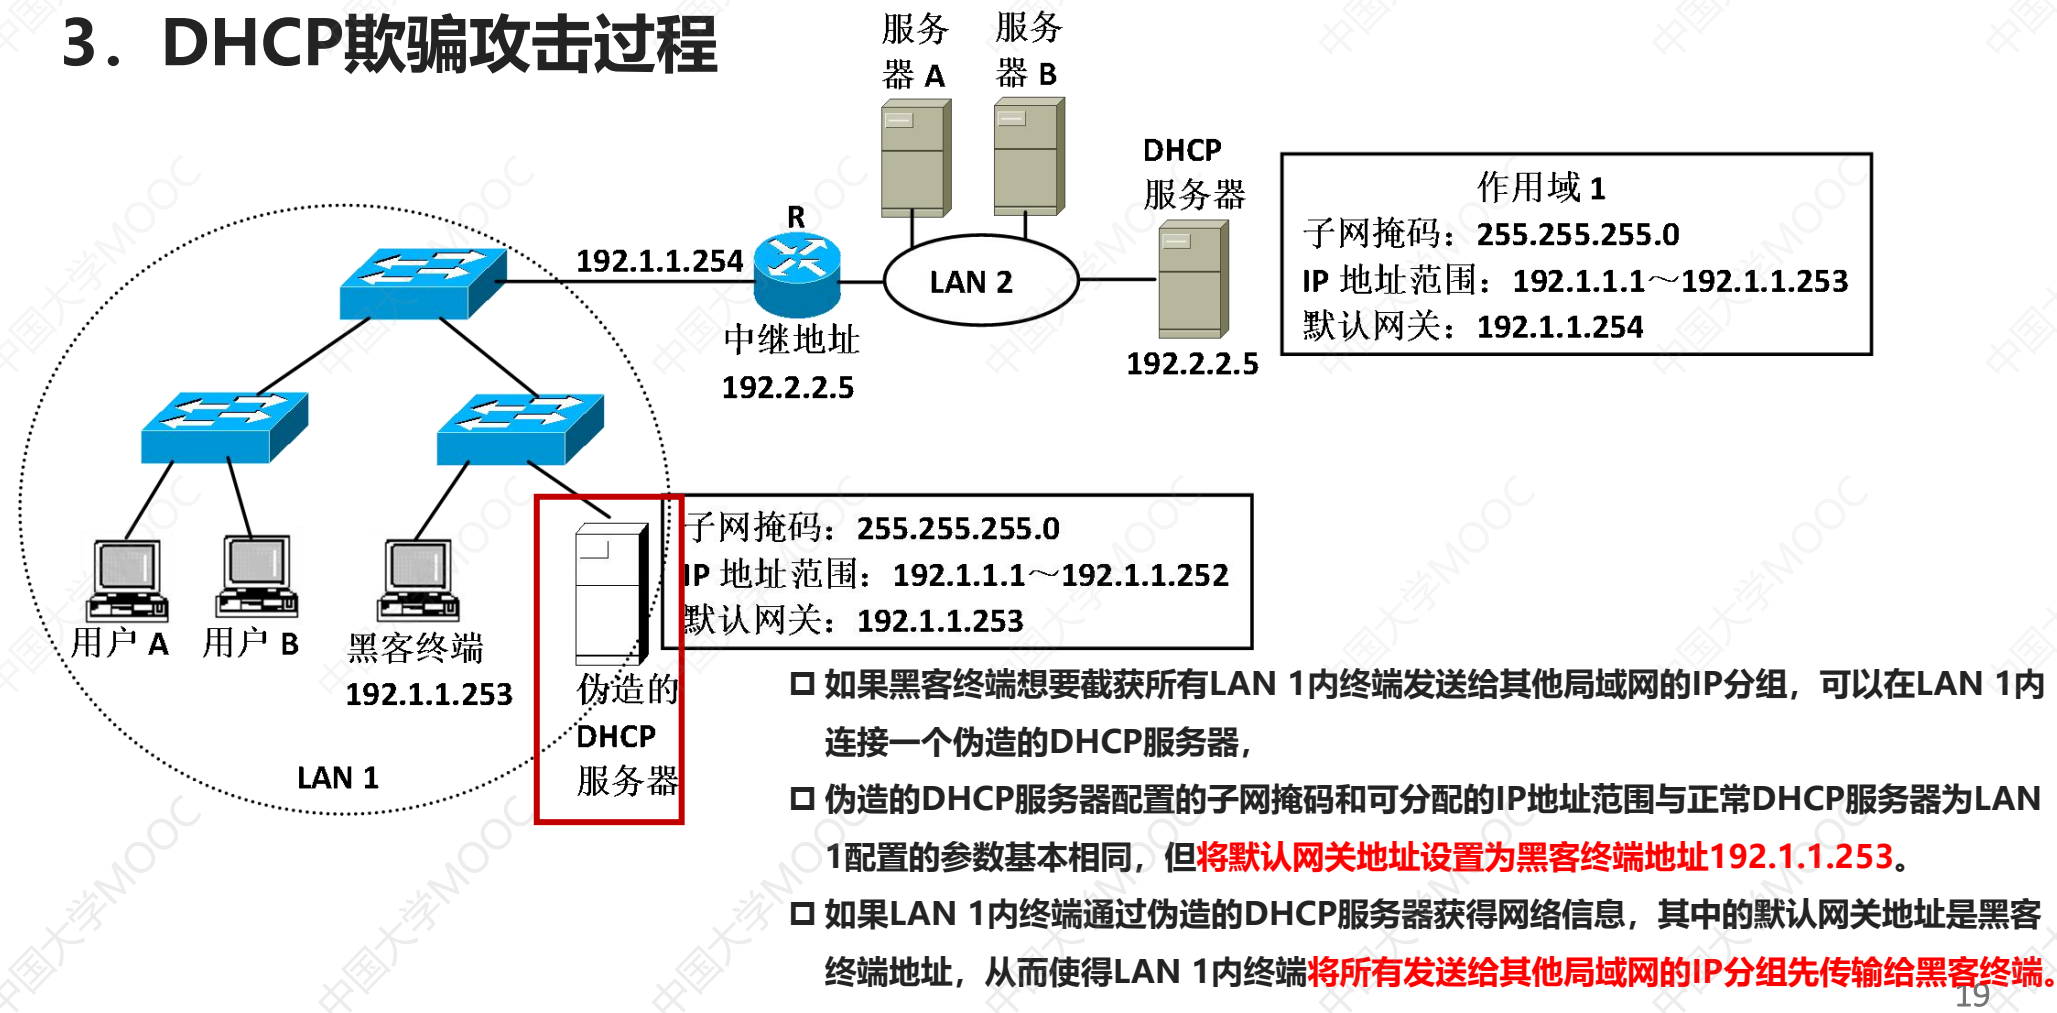 3. DHCP欺骗攻击过程
服务
器 A
服务
器 B
DHCP
服务器
192.2.2.5
作用域 1
子网掩码：255.255.255.0
IP 地址范围：192.1.1.1～192.1.1.253
默认网关：192.1.1.254
R
192.1.1.254
LAN 2
中继地址
192.2.2.5
子网掩码：255.255.255.0
IP 地址范围：192.1.1.1～192.1.1.252
默认网关：192.1.1.253
用户 A
用户 B
黑客终端
192.1.1.253
伪造的
DHCP
服务器
LAN 1
如果黑客终端想要截获所有LAN 1内终端发送给其他局域网的IP分组，可以在LAN 1内
连接一个伪造的DHCP服务器，
伪造的DHCP服务器配置的子网掩码和可分配的IP地址范围与正常DHCP服务器为LAN
1配置的参数基本相同，但将默认网关地址设置为黑客终端地址192.1.1.253。
如果LAN 1内终端通过伪造的DHCP服务器获得网络信息，其中的默认网关地址是黑客
终端地址，从而使得LAN 1内终端将所有发送给其他局域网的IP分组先传输给黑客终端。
19
中国大学MOOC